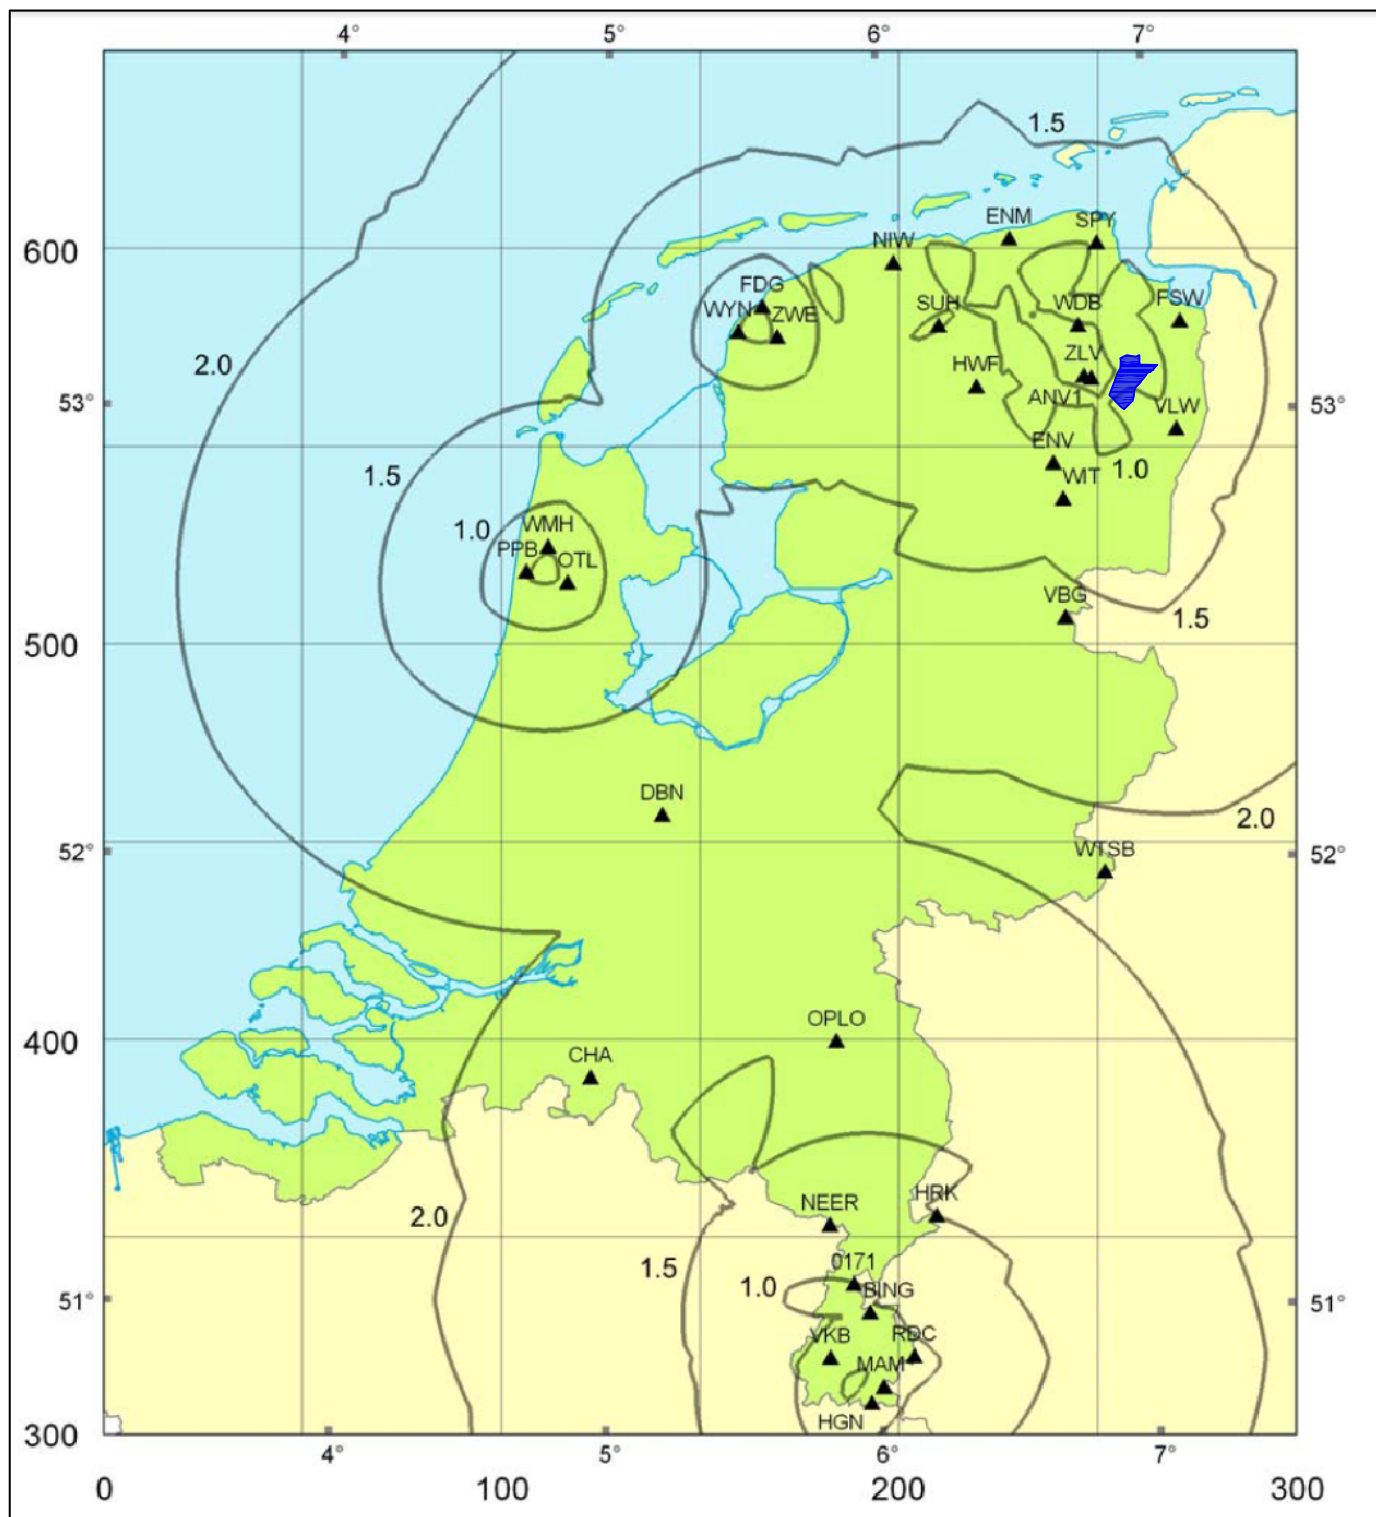 4° 5° 6° 7°
1.5
ENM SPY
600 NIW
FDG SUH WDB FSW
WYN ZWE
2.0 HWF ZLV
53° ANV1 VLW 53°
ENV
1.5 WIT 1.0
1.0 WMH
PPB OTL
VBG
1.5
500
DBN
2.0
52° WTSB 52°
OPLO
400
CHA
2.0 NEER HRK
1.5 0171
1.0 BING
51° 51°
VKB RDC
MAM
HGN
300
4° 5° 6° 7°
0 100 200 300